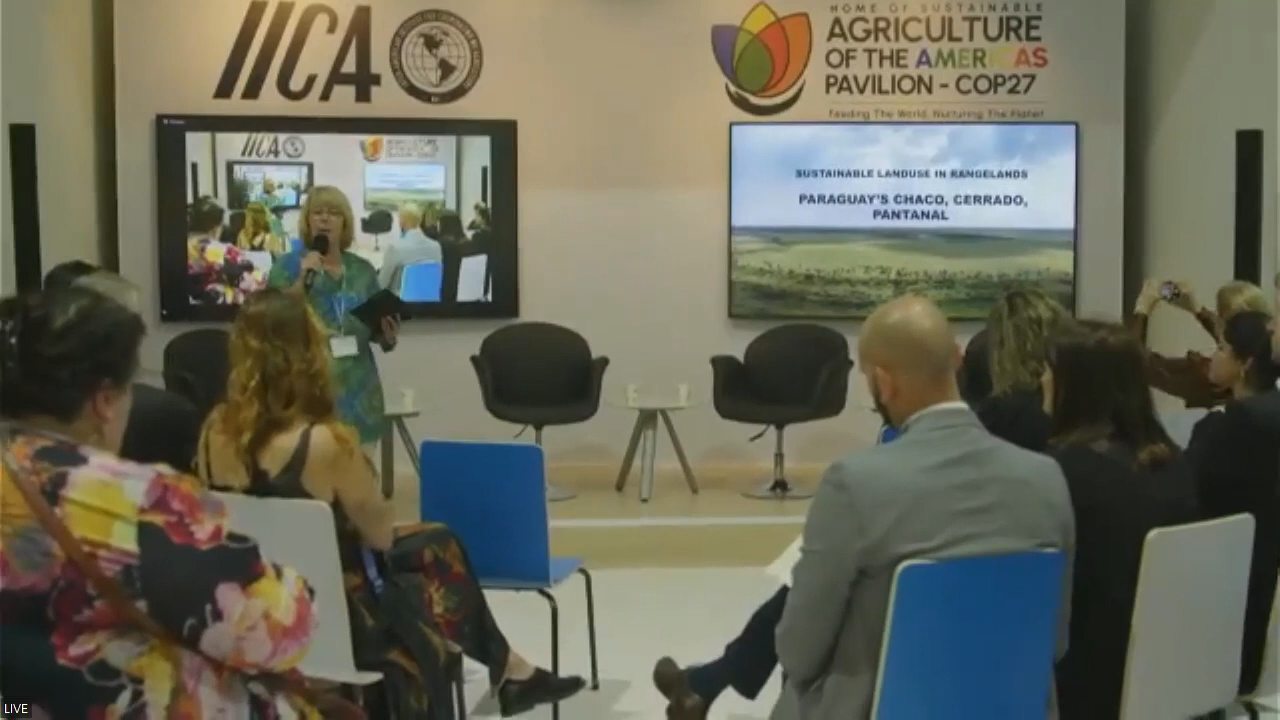 IICA
HOME OF SUSTAINABLE
AGRICULTURE
OF THE AMERICAS
PAVILION - COP27
Feeding The World. Nurturing The Planet
SUSTAINABLE LANDUSE IN RANGELANDS
PARAGUAY'S CHACO, CERRADO,
PANTANAL
IICA
LIVE